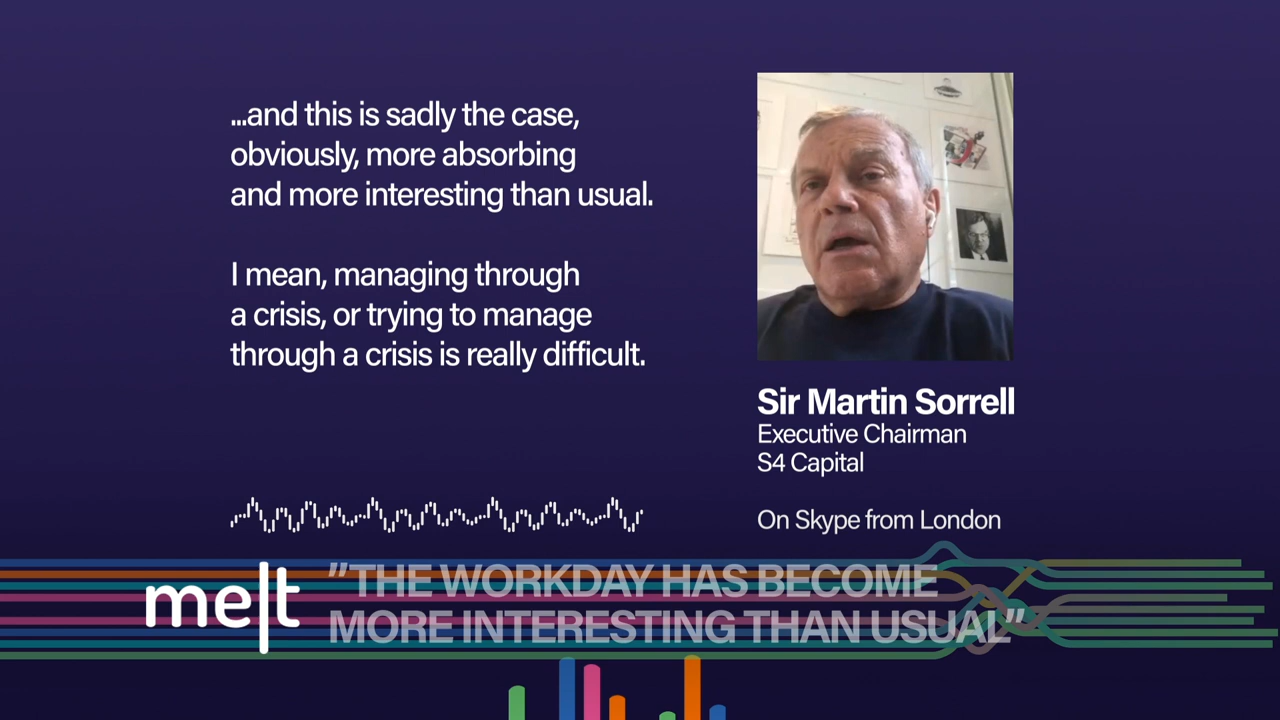 ...and this is sadly the case,
obviously, more absorbing
and more interesting than usual.
I mean, managing through
a crisis, or trying to manage
through a crisis is really difficult.
Sir Martin Sorrell
Executive Chairman
S4 Capital
On Skype from London
melt
”THE WORKDAY HAS BECOME
MORE INTERESTING THAN USUAL”